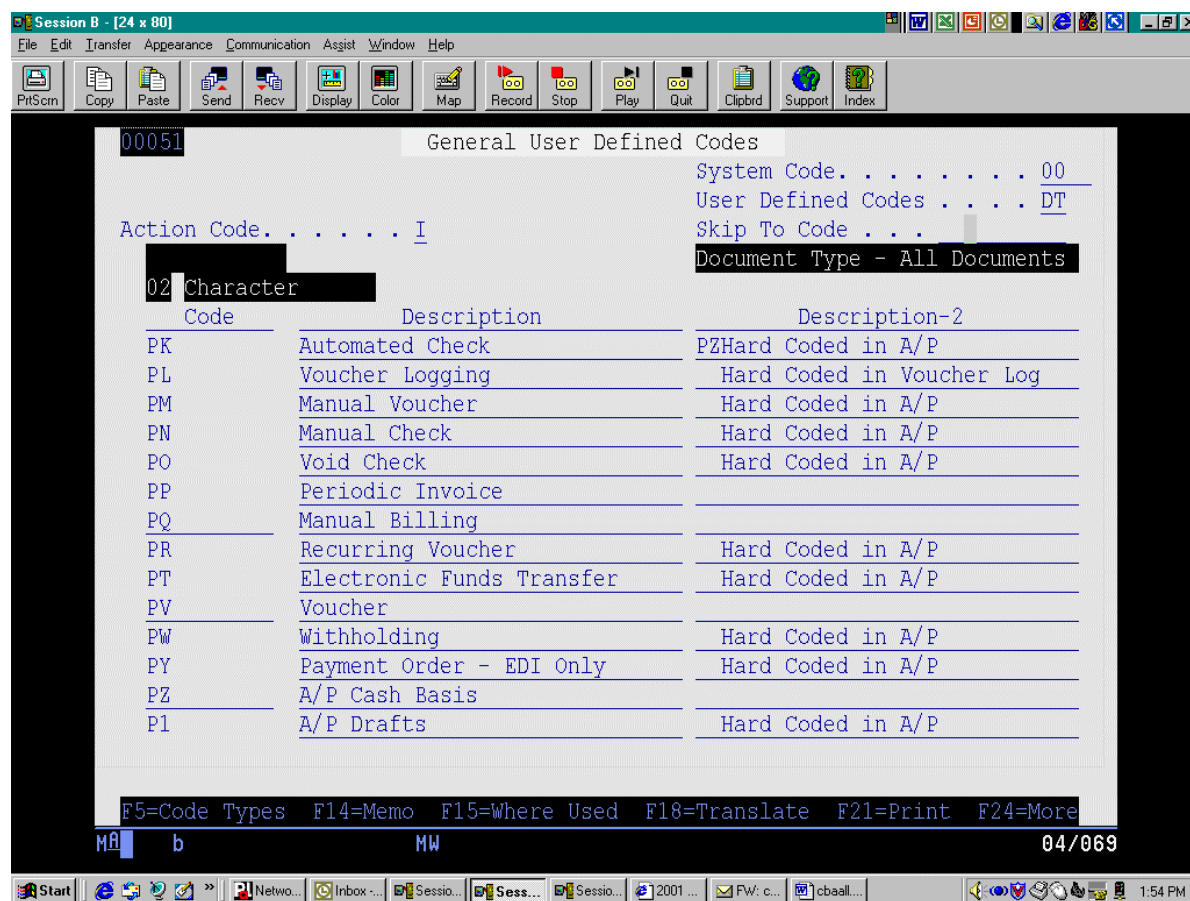 Session B - [24 x 80]
File Edit Transfer Appearance Communication Assist Window Help
PrtScrn Copy Paste Send Recv Display Color Map Record Stop Play Quit Clipbrd Support Index
00051 General User Defined Codes
System Code. . . . . . . . 00
User Defined Codes . . . . DT
Action Code. . . . . . I Skip To Code . . .
Document Type - All Documents
02 Character
Code Description Description-2
PK Automated Check PZHard Coded in A/P
PL Voucher Logging Hard Coded in Voucher Log
PM Manual Voucher Hard Coded in A/P
PN Manual Check Hard Coded in A/P
PO Void Check Hard Coded in A/P
PP Periodic Invoice
PQ Manual Billing
PR Recurring Voucher Hard Coded in A/P
PT Electronic Funds Transfer Hard Coded in A/P
PV Voucher
PW Withholding Hard Coded in A/P
PY Payment Order - EDI Only Hard Coded in A/P
PZ A/P Cash Basis
P1 A/P Drafts Hard Coded in A/P
F5=Code Types F14=Memo F15=Where Used F18=Translate F21=Print F24=More
MA b MW 04/069
Start » Netwo... Inbox -... Sessio... Sess... Sessio... 2001 ... FW: c... cbaall.... 1:54 PM